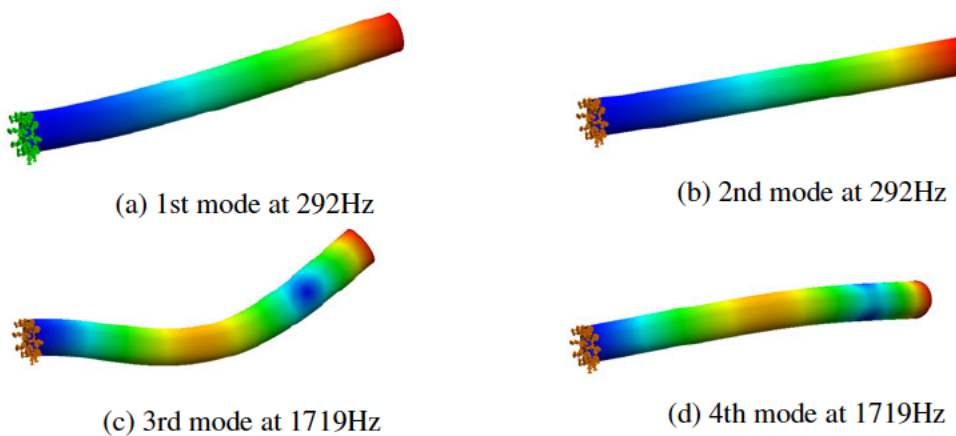 (a) 1st mode at 292Hz
(b) 2nd mode at 292Hz
(c) 3rd mode at 1719Hz
(d) 4th mode at 1719Hz